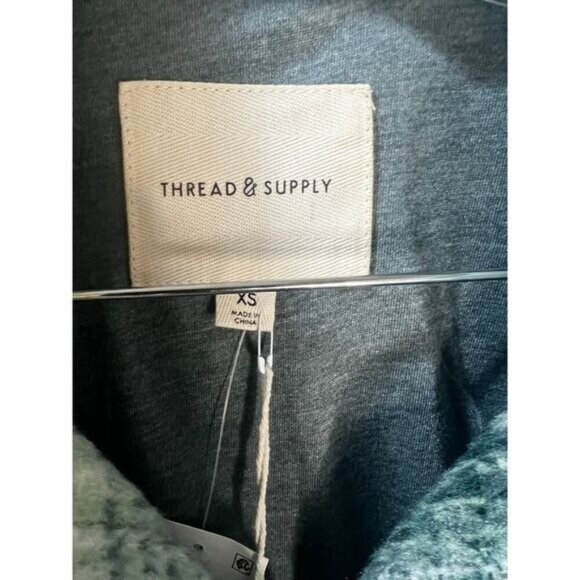 THREAD & SUPPLY
XS
MADE IN
CHINA